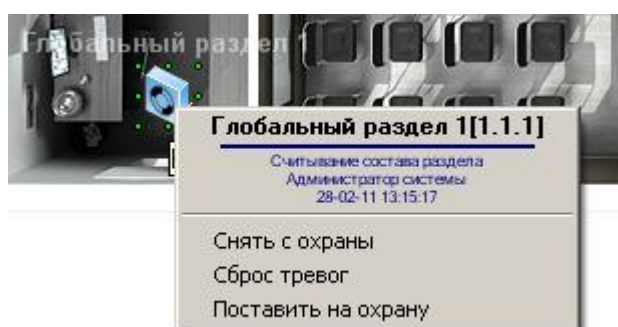 Глобальный раздел 1
Глобальный раздел 1[1.1.1]
Считывание состава раздела
Администратор системы
28-02-11 13:15:17
Снять с охраны
Сброс тревог
Поставить на охрану